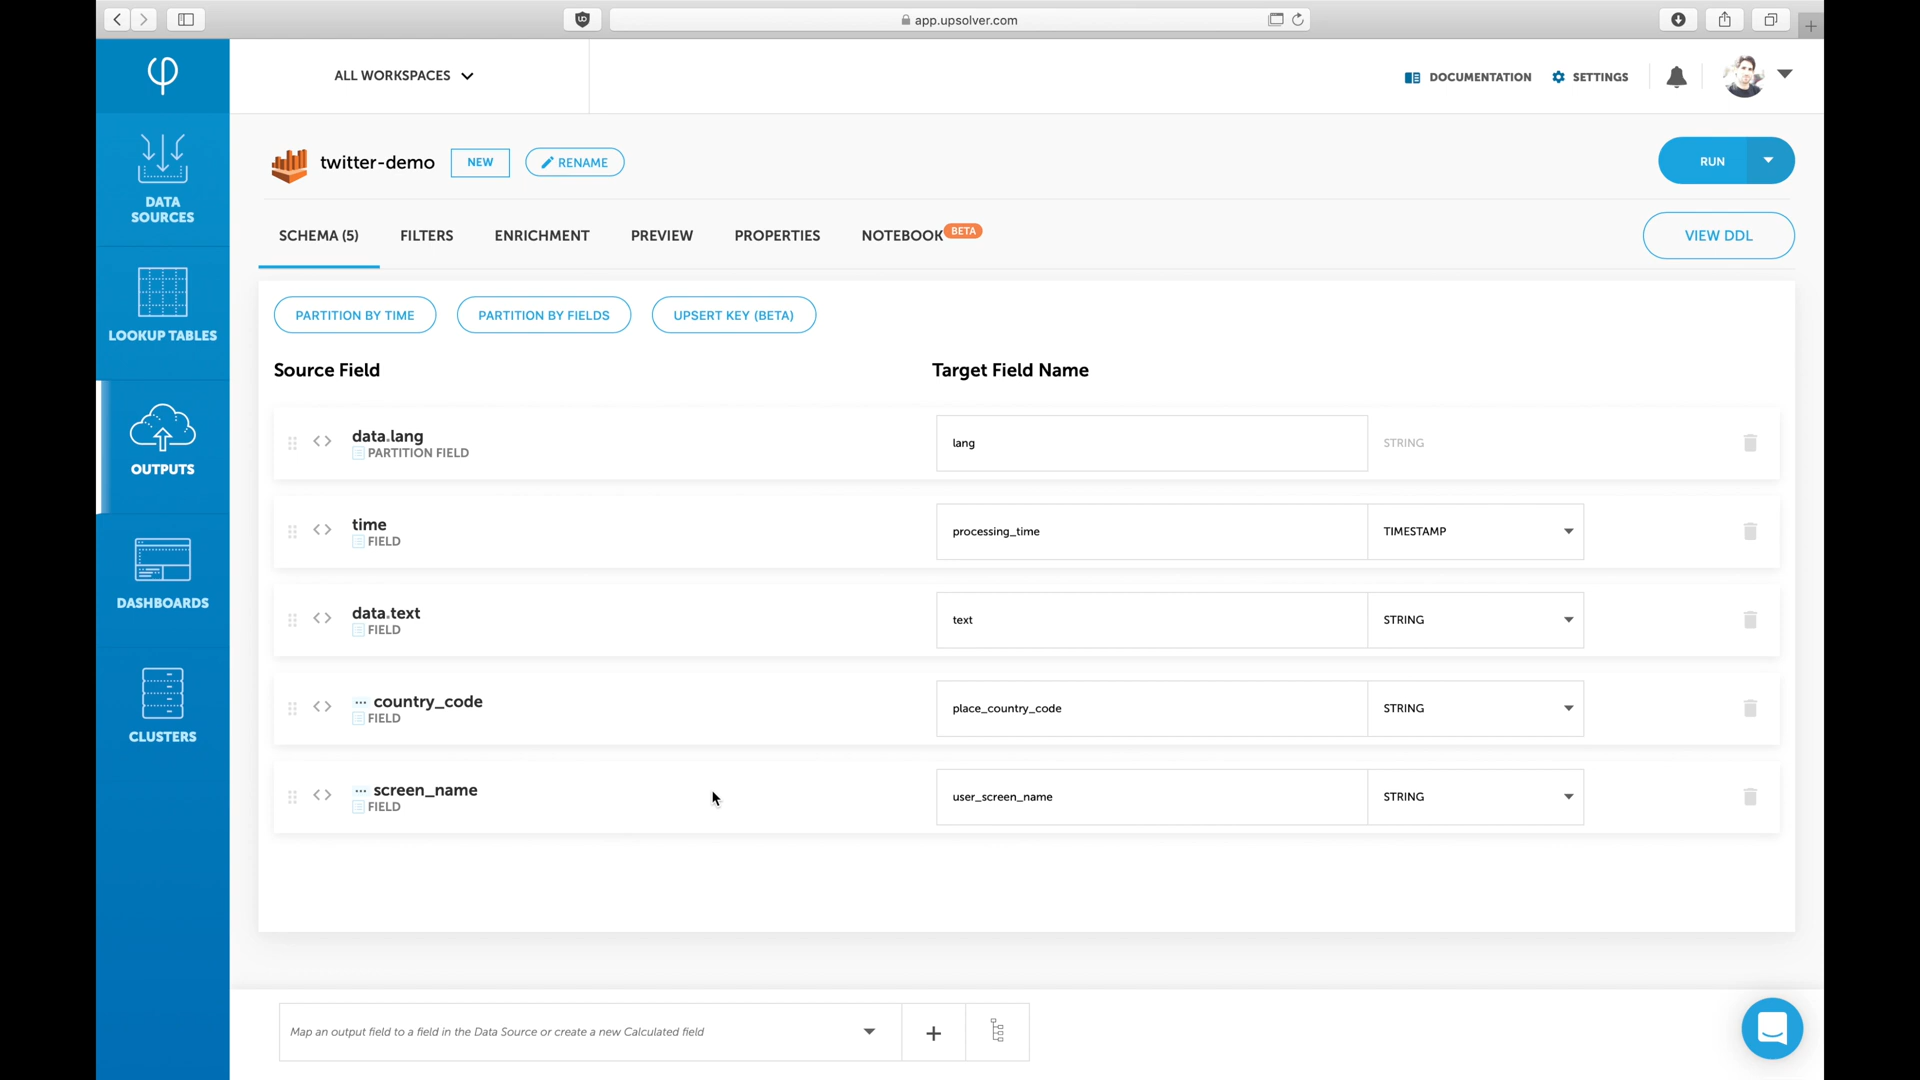 app.upsolver.com
ALL WORKSPACES
DOCUMENTATION
SETTINGS
DATA
SOURCES
LOOKUP TABLES
OUTPUTS
DASHBOARDS
CLUSTERS
twitter-demo
NEW
RENAME
RUN
SCHEMA (5)
FILTERS
ENRICHMENT
PREVIEW
PROPERTIES
NOTEBOOK
BETA
VIEW DDL
PARTITION BY TIME
PARTITION BY FIELDS
UPSERT KEY (BETA)
Source Field
Target Field Name
data.lang
PARTITION FIELD
lang
STRING
time
FIELD
processing_time
TIMESTAMP
data.text
FIELD
text
STRING
··· country_code
FIELD
place_country_code
STRING
··· screen_name
FIELD
user_screen_name
STRING
Map an output field to a field in the Data Source or create a new Calculated field